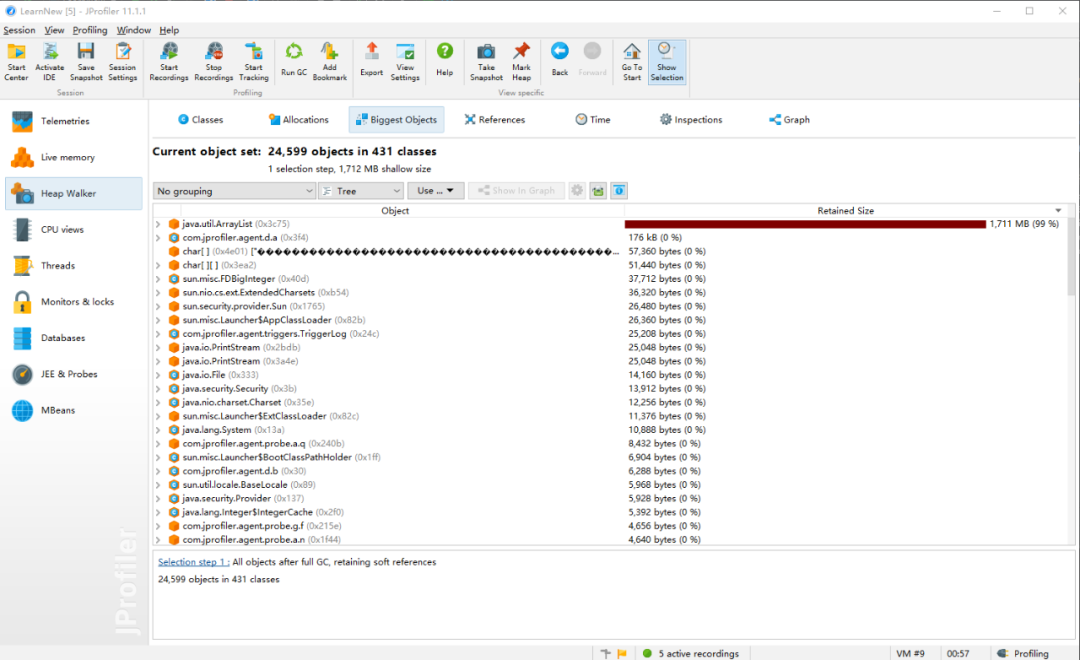 LearnNew [5] - JProfiler 11.1.1
Session View Profiling Window Help
Start Center Activate IDE Save Snapshot Session Settings Start Recordings Stop Recordings Start Tracking Run GC Add Bookmark Export View Settings Help Take Snapshot Mark Heap Back Forward Go To Start Show Selection
Session Profiling View specific
Telemetries
Live memory
Heap Walker
CPU views
Threads
Monitors & locks
Databases
JEE & Probes
MBeans
JProfiler
Classes Allocations Biggest Objects References Time Inspections Graph
Current object set: 24,599 objects in 431 classes
1 selection step, 1,712 MB shallow size
No grouping Tree Use ... Show In Graph
Object Retained Size
java.util.ArrayList (0x3c75) 1,711 MB (99 %)
com.jprofiler.agent.d.a (0x3f4) 176 kB (0 %)
char[ ] (0x4e01) ["������������������������������������������������... 57,360 bytes (0 %)
char[ ][ ] (0x3ea2) 51,440 bytes (0 %)
sun.misc.FDBigInteger (0x40d) 37,712 bytes (0 %)
sun.nio.cs.ext.ExtendedCharsets (0xb54) 36,320 bytes (0 %)
sun.security.provider.Sun (0x1765) 26,480 bytes (0 %)
sun.misc.Launcher$AppClassLoader (0x82b) 26,360 bytes (0 %)
com.jprofiler.agent.triggers.TriggerLog (0x24c) 25,208 bytes (0 %)
java.io.PrintStream (0x2bdb) 25,048 bytes (0 %)
java.io.PrintStream (0x3a4e) 25,048 bytes (0 %)
java.io.File (0x333) 14,160 bytes (0 %)
java.security.Security (0x3b) 13,912 bytes (0 %)
java.nio.charset.Charset (0x35e) 12,256 bytes (0 %)
sun.misc.Launcher$ExtClassLoader (0x82c) 11,376 bytes (0 %)
java.lang.System (0x13a) 10,888 bytes (0 %)
com.jprofiler.agent.probe.a.q (0x240b) 8,432 bytes (0 %)
sun.misc.Launcher$BootClassPathHolder (0x1ff) 6,904 bytes (0 %)
com.jprofiler.agent.d.b (0x30) 6,288 bytes (0 %)
sun.util.locale.BaseLocale (0x89) 5,968 bytes (0 %)
java.security.Provider (0x137) 5,928 bytes (0 %)
java.lang.Integer$IntegerCache (0x2f0) 5,392 bytes (0 %)
com.jprofiler.agent.probe.g.f (0x215e) 4,656 bytes (0 %)
com.jprofiler.agent.probe.a.n (0x1f44) 4,640 bytes (0 %)
Selection step 1 : All objects after full GC, retaining soft references
24,599 objects in 431 classes
5 active recordings VM #9 00:57 Profiling